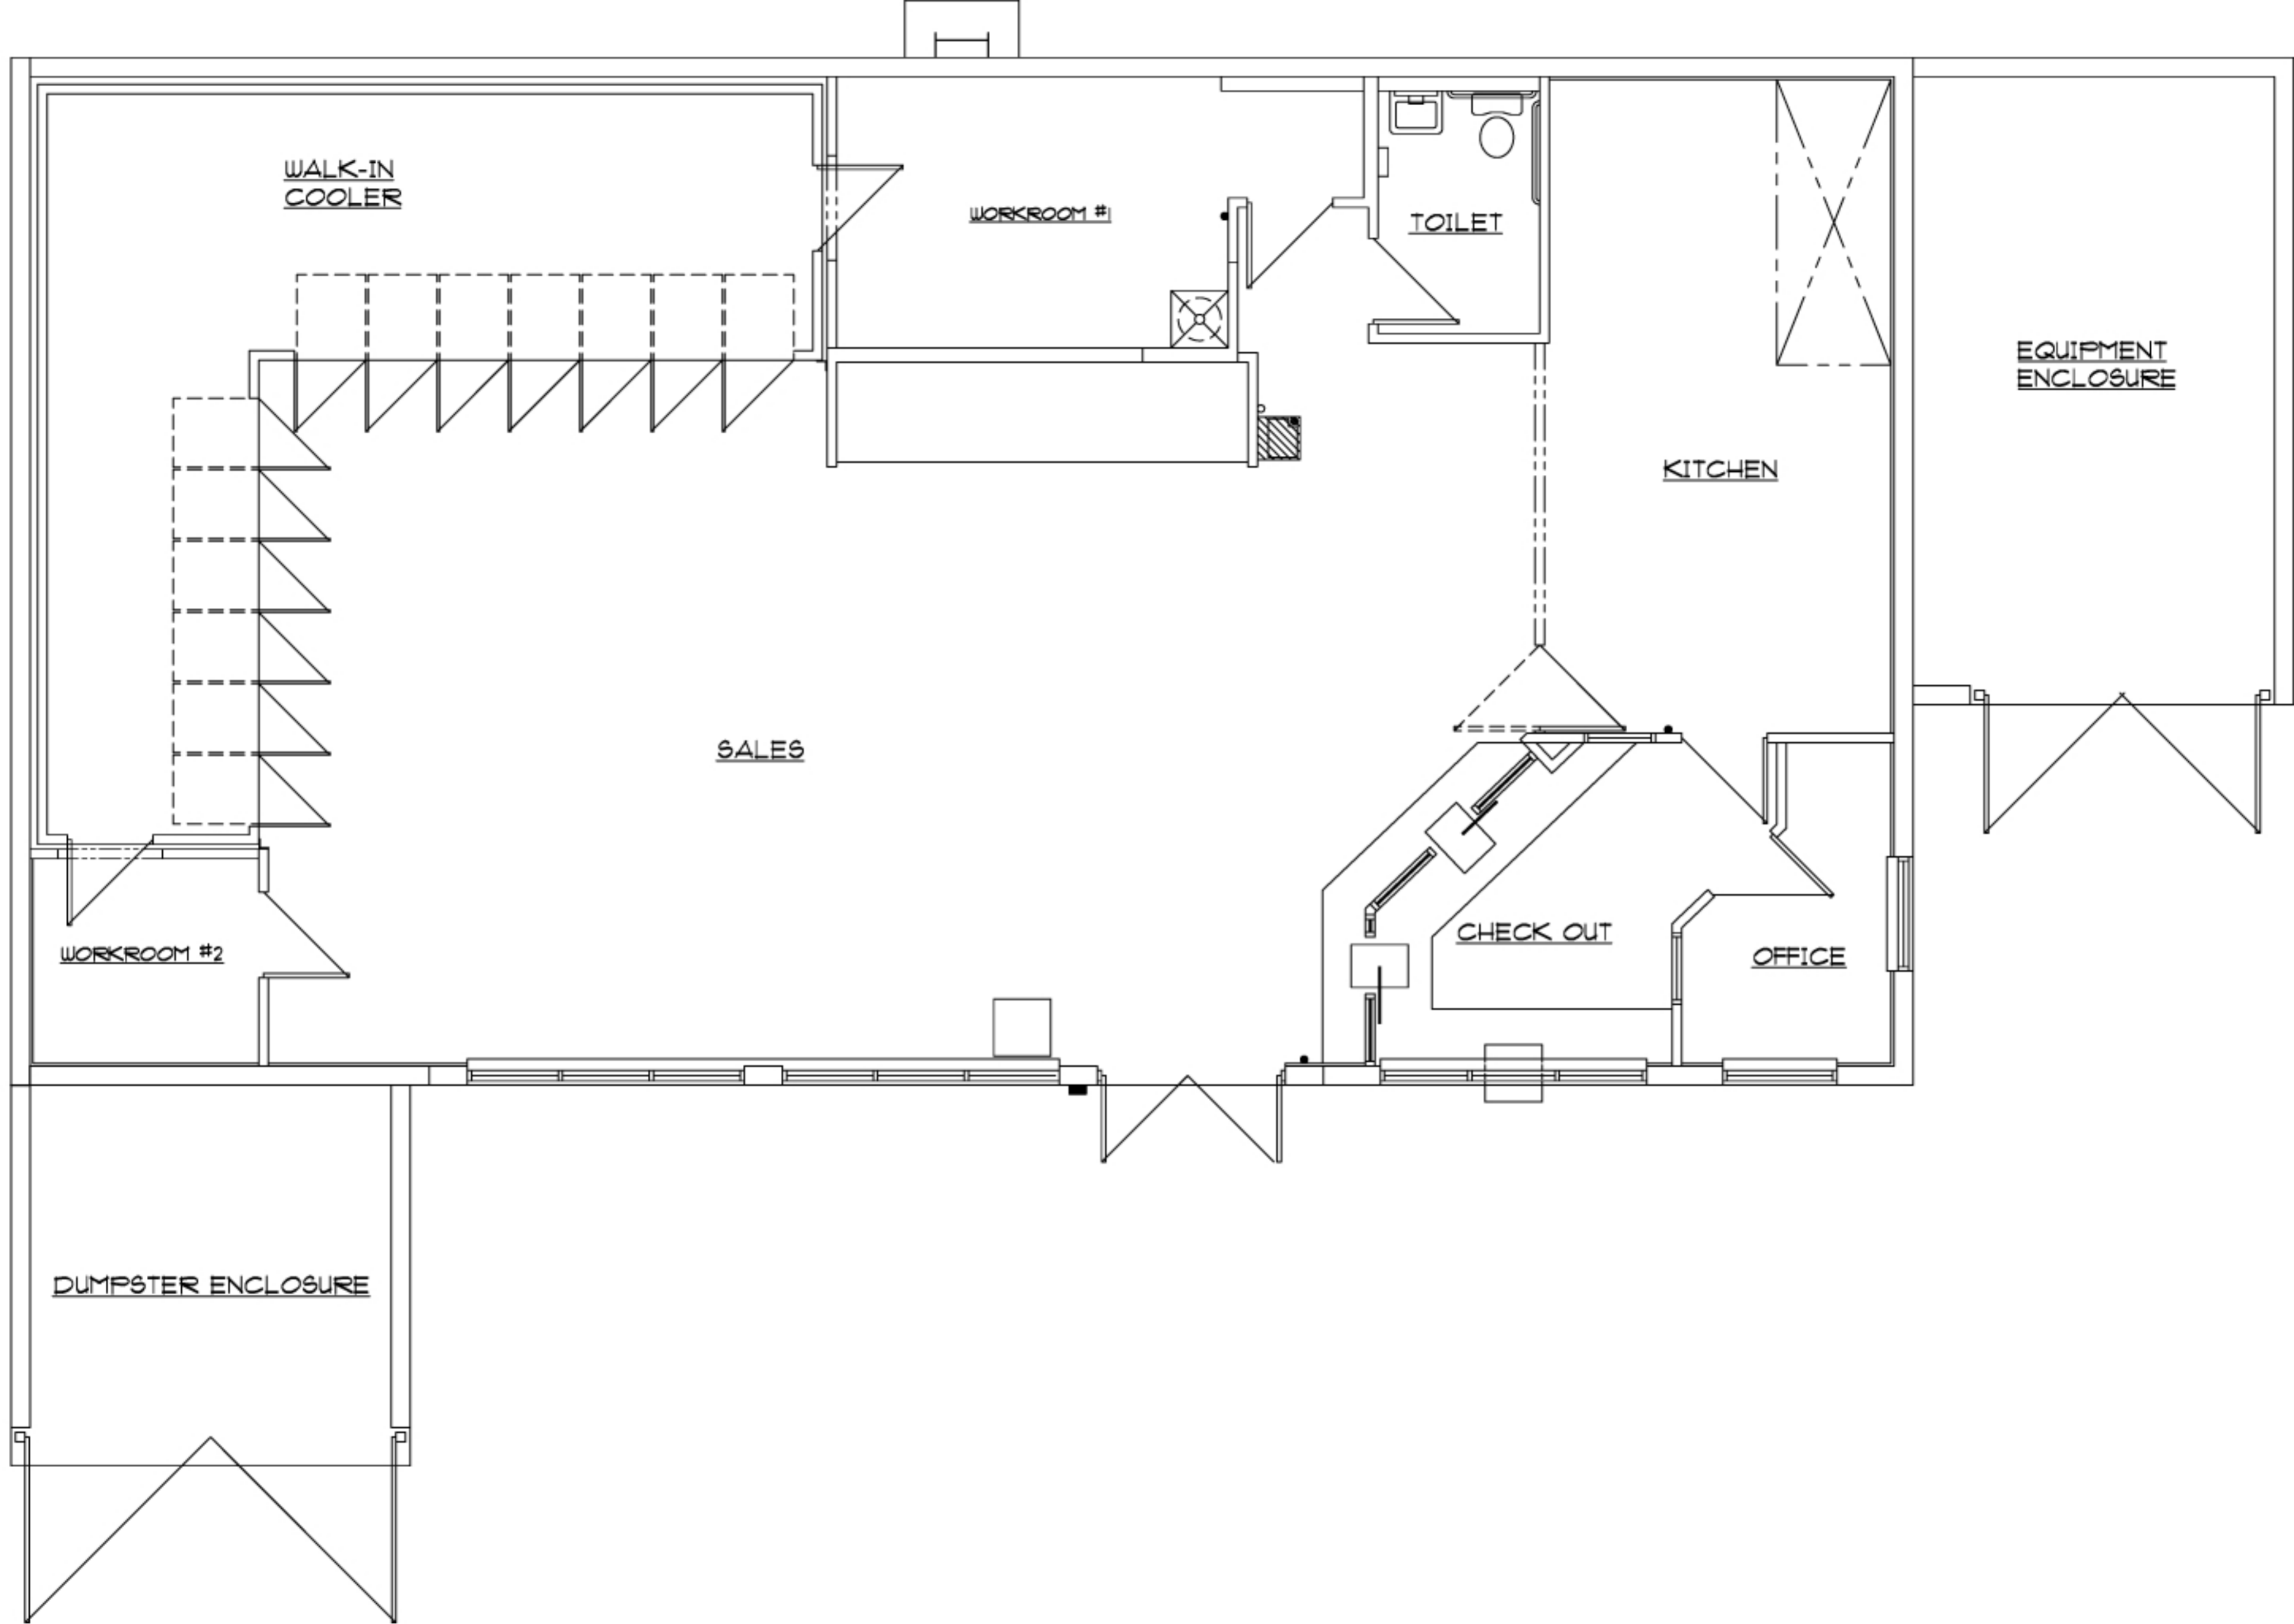 WALK-IN
COOLER
WORKROOM #1
TOILET
EQUIPMENT
ENCLOSURE
KITCHEN
SALES
CHECK OUT
WORKROOM #2
OFFICE
DUMPSTER ENCLOSURE